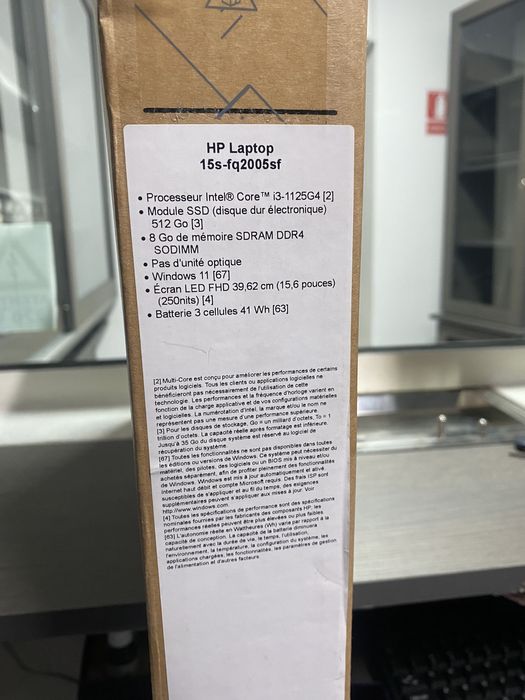 HP Laptop
15s-fq2005sf
• Processeur Intel® Core™ i3-1125G4 [2]
• Module SSD (disque dur électronique)
512 Go [3]
• 8 Go de mémoire SDRAM DDR4
SODIMM
• Pas d'unité optique
• Windows 11 [67]
• Écran LED FHD 39,62 cm (15,6 pouces)
(250nits) [4]
• Batterie 3 cellules 41 Wh [63]
[2] Multi-Core est conçu pour améliorer les performances de certains
produits logiciels. Tous les clients ou applications logicielles ne
bénéficieront pas nécessairement de l'utilisation de cette
technologie. Les performances et la fréquence d'horloge varient en
fonction de la charge applicative et de vos configurations matérielles
et logicielles. La numérotation d'Intel, la marque et/ou le nom ne
représentent pas une mesure d'une performance supérieure.
[3] Pour les disques de stockage, Go = un milliard d'octets, To = 1
trillion d'octets. La capacité réelle après formatage est inférieure.
Jusqu'à 35 Go du disque système est réservé au logiciel de
récupération du système.
[67] Toutes les fonctionnalités ne sont pas disponibles dans toutes
les éditions ou versions de Windows. Ce système peut nécessiter du
matériel, des pilotes, des logiciels ou un BIOS mis à niveau et/ou
achetés séparément, afin de profiter pleinement des fonctionnalités
de Windows. Windows est mis à jour automatiquement et activé.
Internet haut débit et compte Microsoft requis. Des frais ISP sont
susceptibles de s'appliquer et au fil du temps, des exigences
supplémentaires peuvent s'appliquer aux mises à jour. Voir
http://www.windows.com.
[4] Toutes les spécifications de performance sont des spécifications
nominales fournies par les fabricants des composants HP; les
performances réelles peuvent être plus élevées ou plus faibles.
[63] L'autonomie réelle en Wattheures (Wh) varie par rapport à la
capacité de conception. La capacité de la batterie diminuera
naturellement avec la durée de vie, le temps, l'utilisation,
l'environnement, la température, la configuration du système, les
applications chargées, les fonctionnalités, les paramètres de gestion
de l'alimentation et d'autres facteurs.